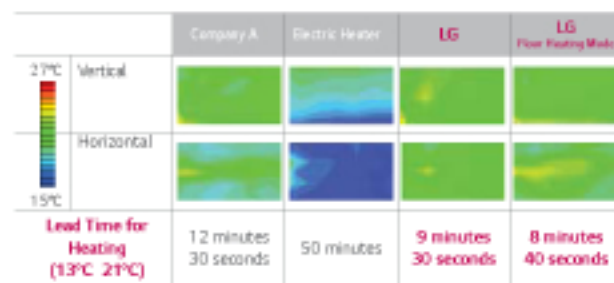 Company A
Electric Heater
LG
LG
Floor Heating Mode
27°C
Vertical
Horizontal
15°C
Lead Time for
Heating
(13°C 21°C)
12 minutes
30 seconds
50 minutes
9 minutes
30 seconds
8 minutes
40 seconds